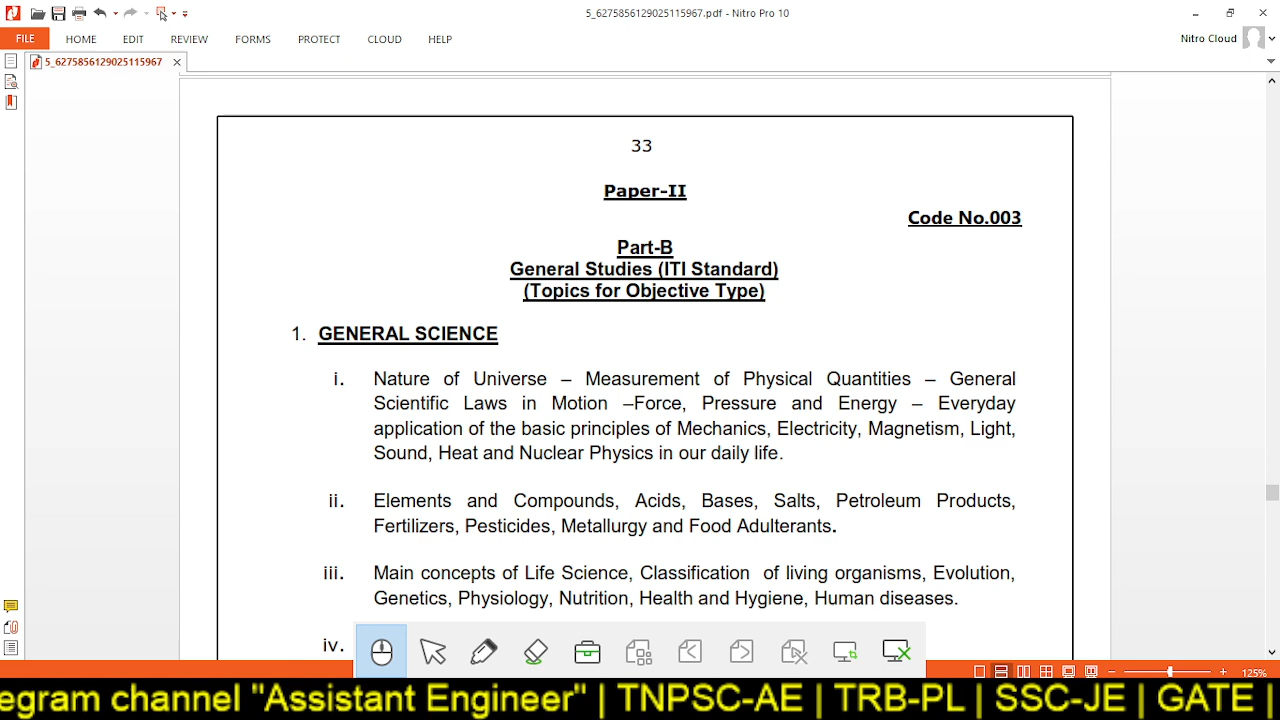 5_6275856129025115967.pdf - Nitro Pro 10
FILE HOME EDIT REVIEW FORMS PROTECT CLOUD HELP Nitro Cloud
5_6275856129025115967
33
Paper-II
Code No.003
Part-B
General Studies (ITI Standard)
(Topics for Objective Type)
1. GENERAL SCIENCE
i. Nature of Universe – Measurement of Physical Quantities – General
Scientific Laws in Motion –Force, Pressure and Energy – Everyday
application of the basic principles of Mechanics, Electricity, Magnetism, Light,
Sound, Heat and Nuclear Physics in our daily life.
ii. Elements and Compounds, Acids, Bases, Salts, Petroleum Products,
Fertilizers, Pesticides, Metallurgy and Food Adulterants.
iii. Main concepts of Life Science, Classification of living organisms, Evolution,
Genetics, Physiology, Nutrition, Health and Hygiene, Human diseases.
iv.
125%
egram channel "Assistant Engineer" | TNPSC-AE | TRB-PL | SSC-JE | GATE |